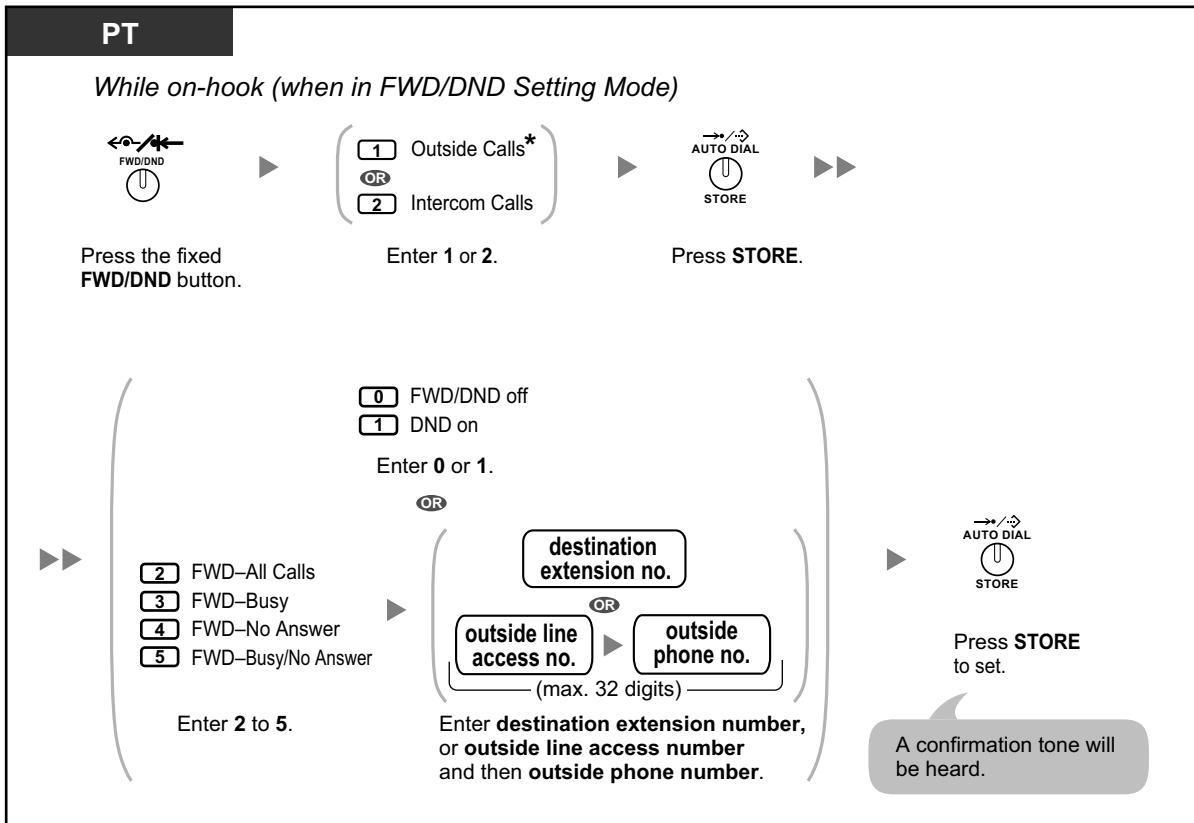 PT
While on-hook (when in FWD/DND Setting Mode)
FWD/DND
Press the fixed
FWD/DND button.
1 Outside Calls*
OR
2 Intercom Calls
Enter 1 or 2.
AUTO DIAL
STORE
Press STORE.
0 FWD/DND off
1 DND on
Enter 0 or 1.
OR
2 FWD–All Calls
3 FWD–Busy
4 FWD–No Answer
5 FWD–Busy/No Answer
Enter 2 to 5.
destination
extension no.
OR
outside line
access no.
outside
phone no.
(max. 32 digits)
Enter destination extension number,
or outside line access number
and then outside phone number.
AUTO DIAL
STORE
Press STORE
to set.
A confirmation tone will
be heard.